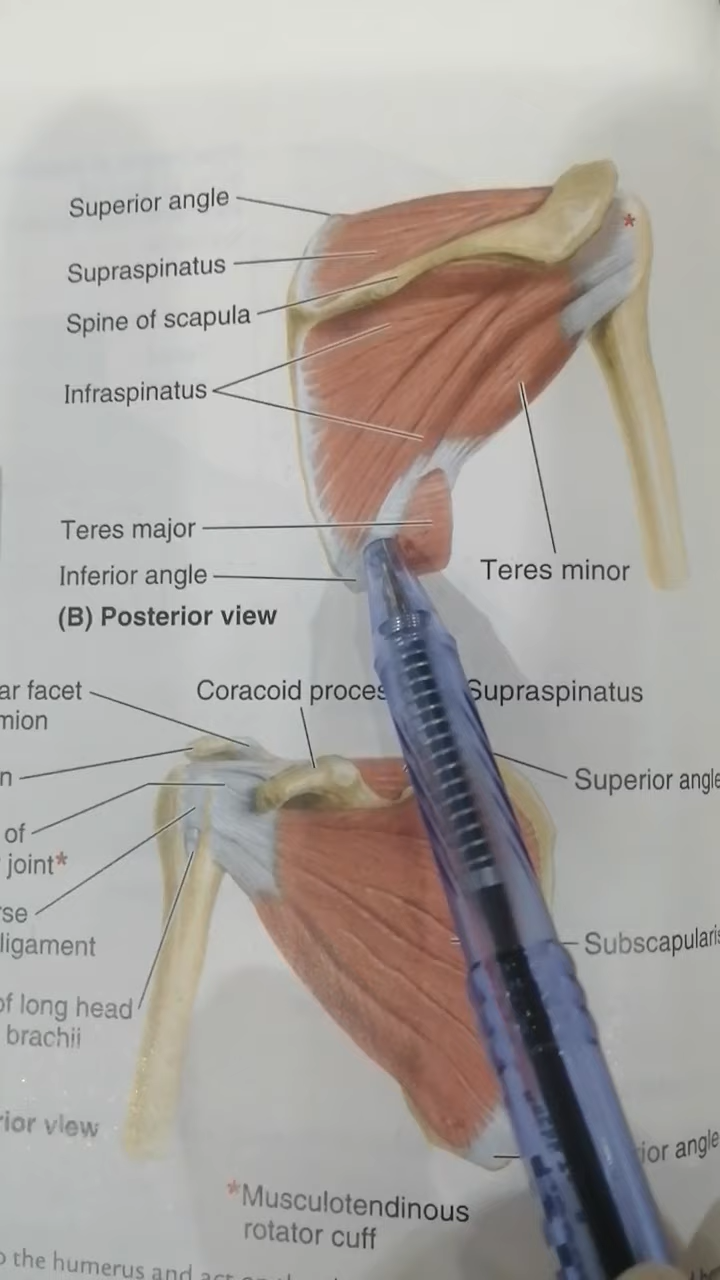 Superior angle
Supraspinatus
Spine of scapula
Infraspinatus
Teres major
Inferior angle
Teres minor
(B) Posterior view
ar facet
mion
Coracoid proces
Supraspinatus
n
Superior angle
of
joint*
se
ligament
Subscapularis
of long head
brachii
rior view
ior angle
*Musculotendinous
rotator cuff
o the humerus and act